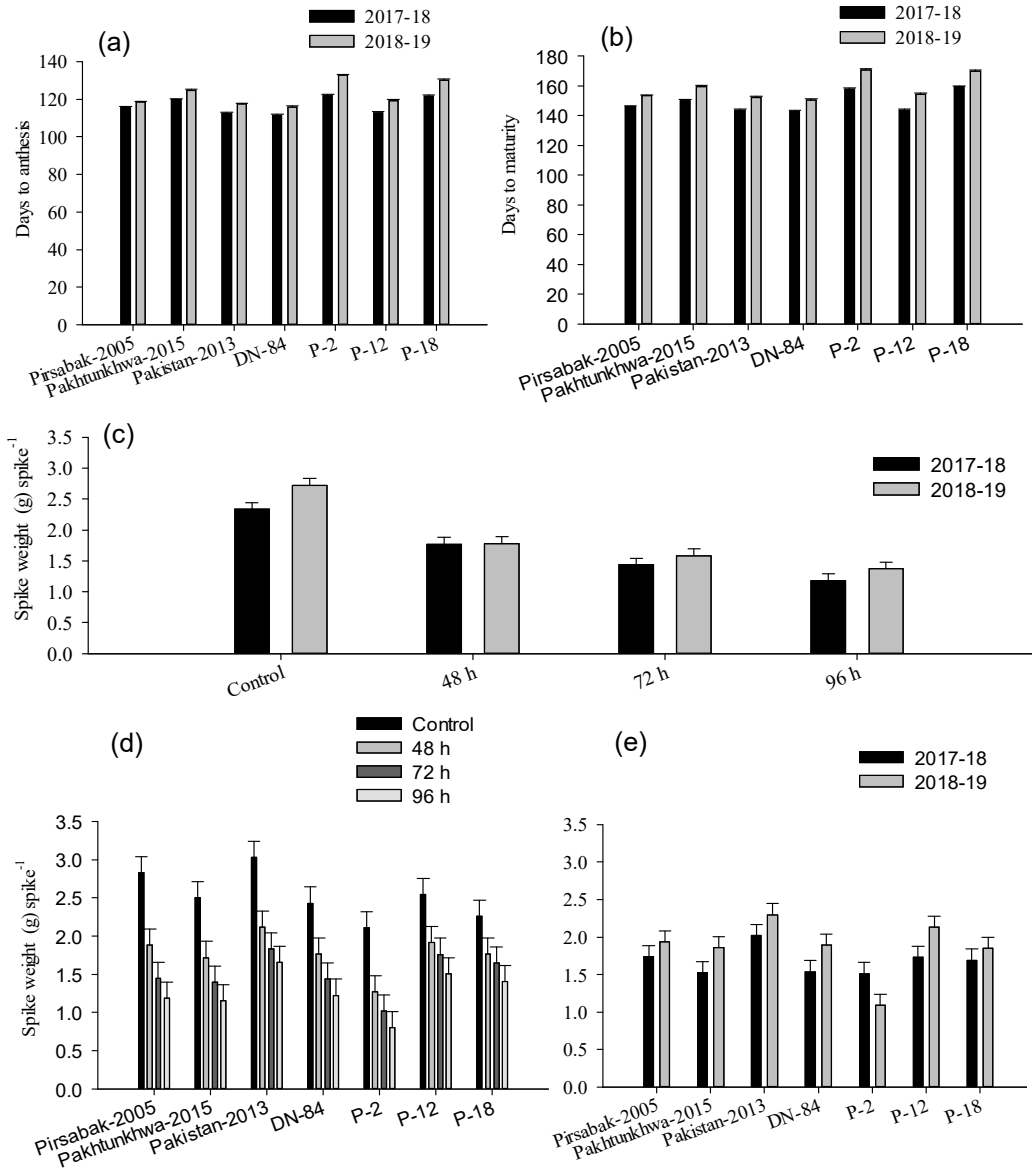 (a)
2017-18
2018-19
Days to anthesis
140
120
100
80
60
40
20
0
Pirsabak-2005
Pakhtunkhwa-2015
Pakistan-2013
DN-84
P-2
P-12
P-18
(b)
2017-18
2018-19
Days to maturity
180
160
140
120
100
80
60
40
20
0
Pirsabak-2005
Pakhtunkhwa-2015
Pakistan-2013
DN-84
P-2
P-12
P-18
(c)
2017-18
2018-19
Spike weight (g) spike⁻¹
3.5
3.0
2.5
2.0
1.5
1.0
0.5
0.0
Control
48 h
72 h
96 h
(d)
Control
48 h
72 h
96 h
Spike weight (g) spike⁻¹
3.5
3.0
2.5
2.0
1.5
1.0
0.5
0.0
Pirsabak-2005
Pakhtunkhwa-2015
Pakistan-2013
DN-84
P-2
P-12
P-18
(e)
2017-18
2018-19
3.5
3.0
2.5
2.0
1.5
1.0
0.5
0.0
Pirsabak-2005
Pakhtunkhwa-2015
Pakistan-2013
DN-84
P-2
P-12
P-18